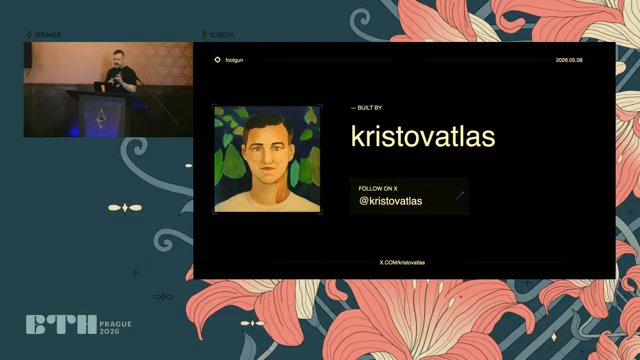 SPEAKER
SCREEN
footgun
2026.05.08
— BUILT BY
kristovatlas
FOLLOW ON X
@kristovatlas
X.COM/kristovatlas
ETH
PRAGUE
2026